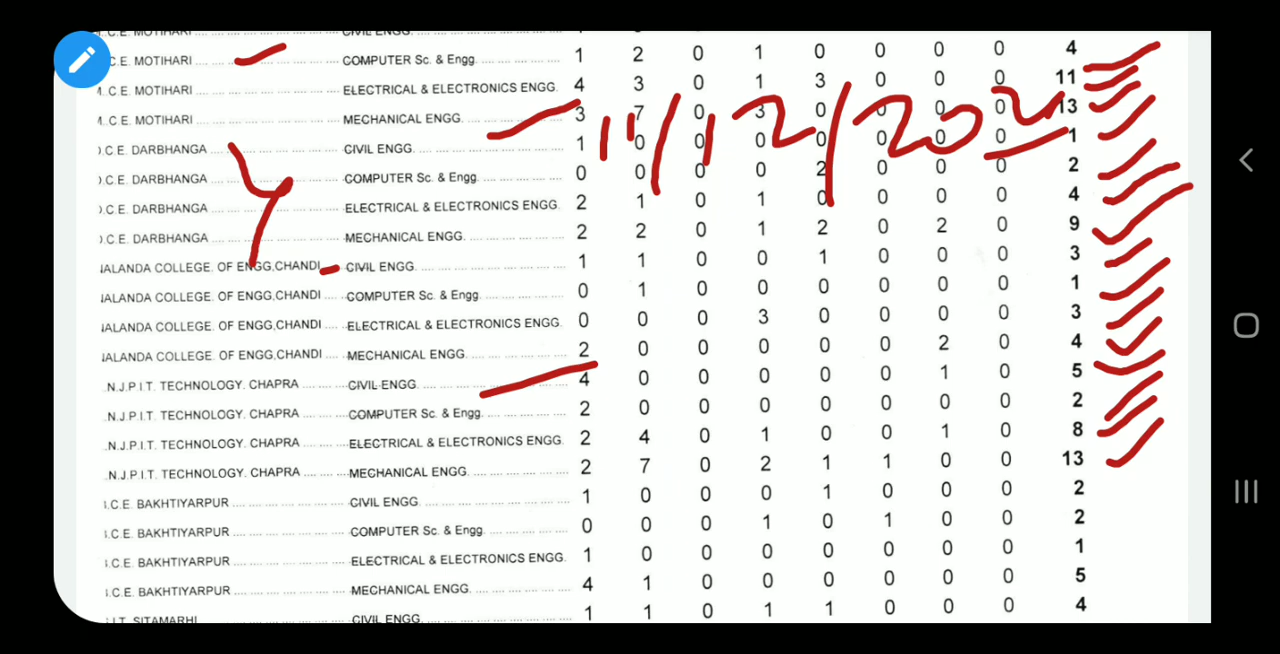 .C.E. MOTIHARI CIVIL ENGG.
C.E. MOTIHARI COMPUTER Sc. & Engg. 1 2 0 1 0 0 0 0 4
.C.E. MOTIHARI ELECTRICAL & ELECTRONICS ENGG. 4 3 0 1 3 0 0 0 11
.C.E. MOTIHARI MECHANICAL ENGG. 3 7 0 3 0 0 0 0 13
11/12/202
.C.E. DARBHANGA CIVIL ENGG. 1 0 0 0 0 0 0 0 1
.C.E. DARBHANGA COMPUTER Sc. & Engg. 0 0 0 0 2 0 0 0 2
.C.E. DARBHANGA ELECTRICAL & ELECTRONICS ENGG. 2 1 0 1 0 0 0 0 4
.C.E. DARBHANGA MECHANICAL ENGG. 2 2 0 1 2 0 2 0 9
ALANDA COLLEGE. OF ENGG,CHANDI CIVIL ENGG. 1 1 0 0 1 0 0 0 3
ALANDA COLLEGE. OF ENGG,CHANDI COMPUTER Sc. & Engg. 0 1 0 0 0 0 0 0 1
ALANDA COLLEGE. OF ENGG,CHANDI ELECTRICAL & ELECTRONICS ENGG. 0 0 0 3 0 0 0 0 3
ALANDA COLLEGE. OF ENGG,CHANDI MECHANICAL ENGG. 2 0 0 0 0 0 2 0 4
.N.J.P.I.T. TECHNOLOGY. CHAPRA CIVIL ENGG. 4 0 0 0 0 0 1 0 5
.N.J.P.I.T. TECHNOLOGY. CHAPRA COMPUTER Sc. & Engg. 2 0 0 0 0 0 0 0 2
.N.J.P.I.T. TECHNOLOGY. CHAPRA ELECTRICAL & ELECTRONICS ENGG. 2 4 0 1 0 0 1 0 8
.N.J.P.I.T. TECHNOLOGY. CHAPRA MECHANICAL ENGG. 2 7 0 2 1 1 0 0 13
.C.E. BAKHTIYARPUR CIVIL ENGG. 1 0 0 0 1 0 0 0 2
.C.E. BAKHTIYARPUR COMPUTER Sc. & Engg. 0 0 0 1 0 1 0 0 2
.C.E. BAKHTIYARPUR ELECTRICAL & ELECTRONICS ENGG. 1 0 0 0 0 0 0 0 1
.C.E. BAKHTIYARPUR MECHANICAL ENGG. 4 1 0 0 0 0 0 0 5
.I.T. SITAMARHI CIVIL ENGG. 1 1 0 1 1 0 0 0 4